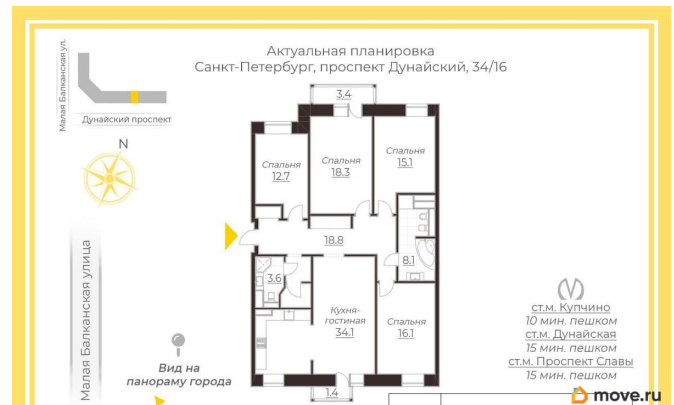 Актуальная планировка
Санкт-Петербург, проспект Дунайский, 34/16
Малая Балканская ул.
Дунайский проспект
N
3.4
Спальня
12.7
Спальня
18.3
Спальня
15.1
18.8
8.1
3.6
Кухня-
гостиная
34.1
Спальня
16.1
1.4
Малая Балканская улица
Вид на
панораму города
ст.м. Купчино
10 мин. пешком
ст.м. Дунайская
15 мин. пешком
ст.м. Проспект Славы
15 мин. пешком
move.ru